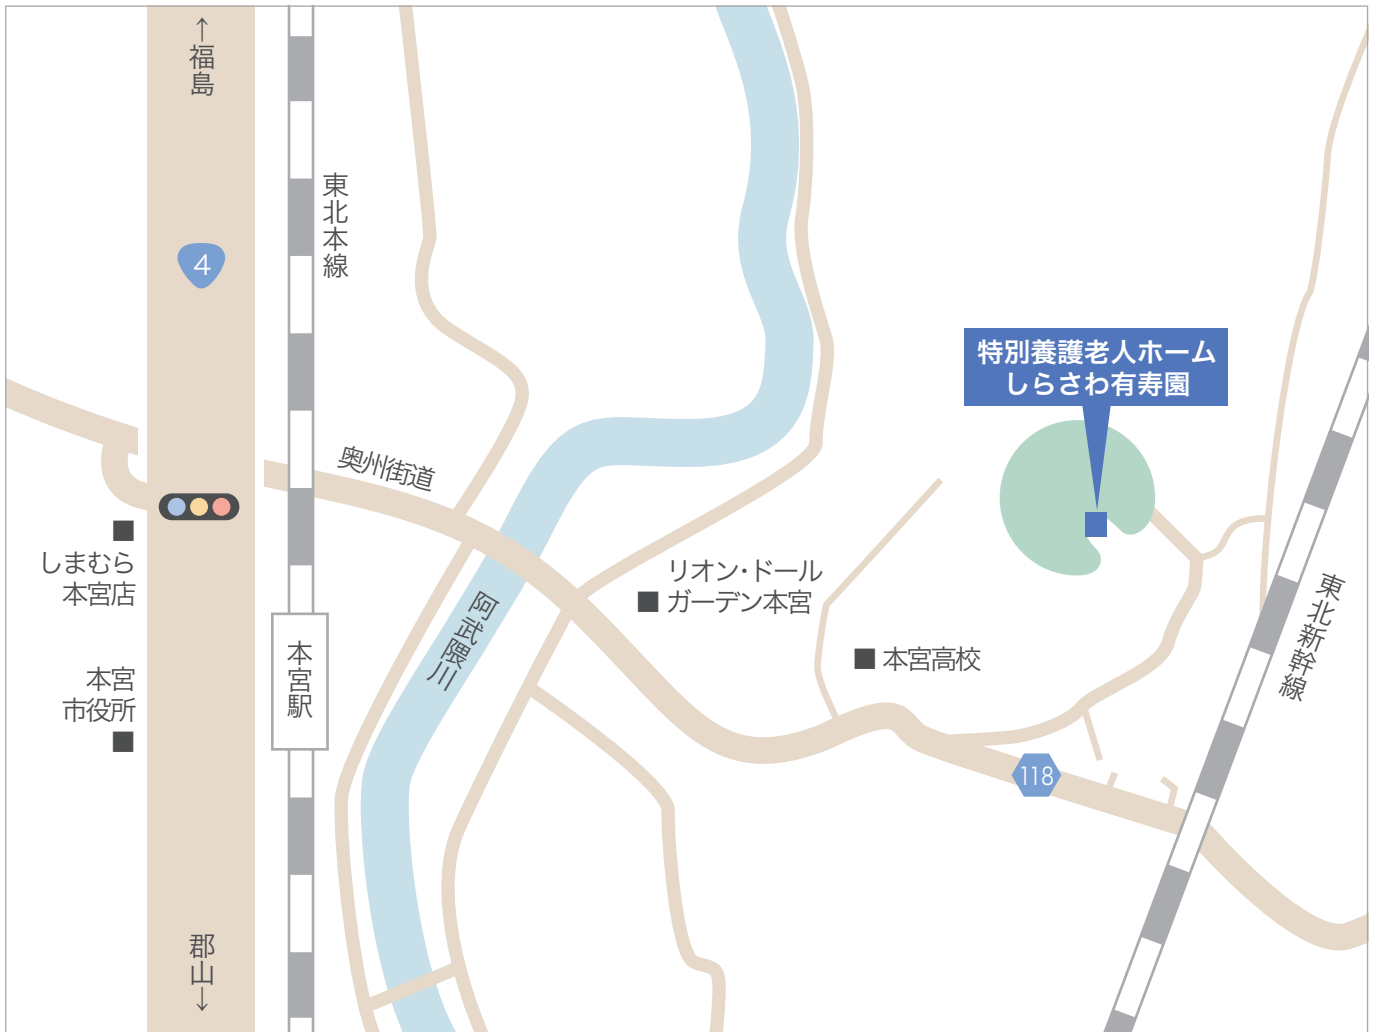 ↑福島
4
東北本線
特別養護老人ホーム
しらさわ有寿園
奥州街道
しまむら
本宮店
リオン・ドール
ガーデン本宮
阿武隈川
本宮高校
東北新幹線
本宮
市役所
本宮駅
118
郡山↓